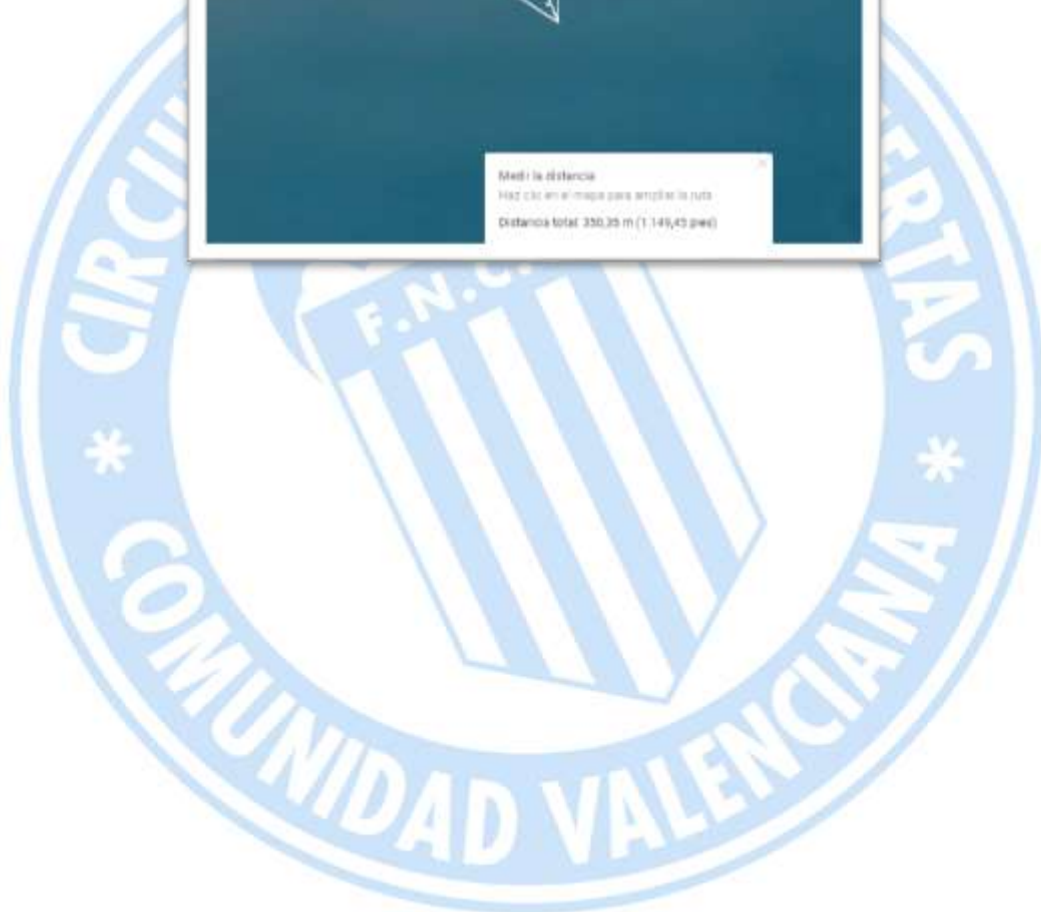 Medir la distancia
Haz clic en el mapa para ampliar la ruta
Distancia total: 350,35 m (1.149,45 pies)
F.N.C.
CIRCUI
ERTAS
* COMUNIDAD VALENCIANA *